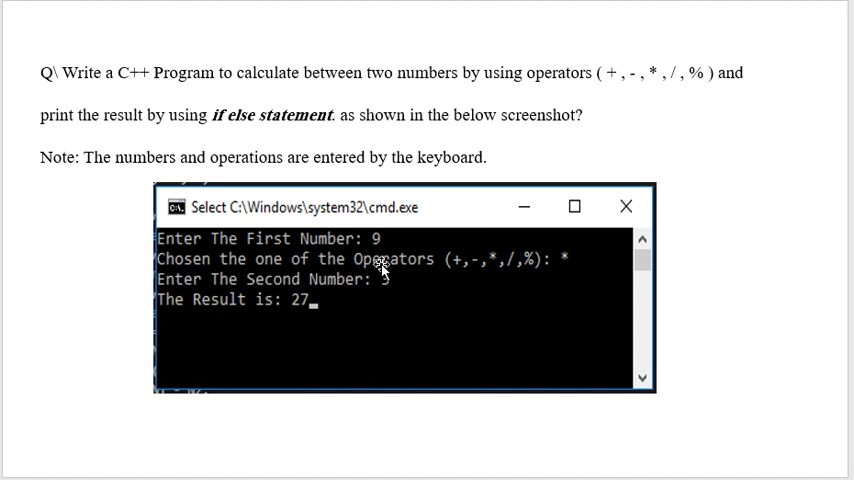 Q\ Write a C++ Program to calculate between two numbers by using operators ( + , - , * , / , % ) and
print the result by using if else statement. as shown in the below screenshot?
Note: The numbers and operations are entered by the keyboard.
Select C:\Windows\system32\cmd.exe
Enter The First Number: 9
Chosen the one of the Operators (+,-,*,/,%): *
Enter The Second Number: 3
The Result is: 27